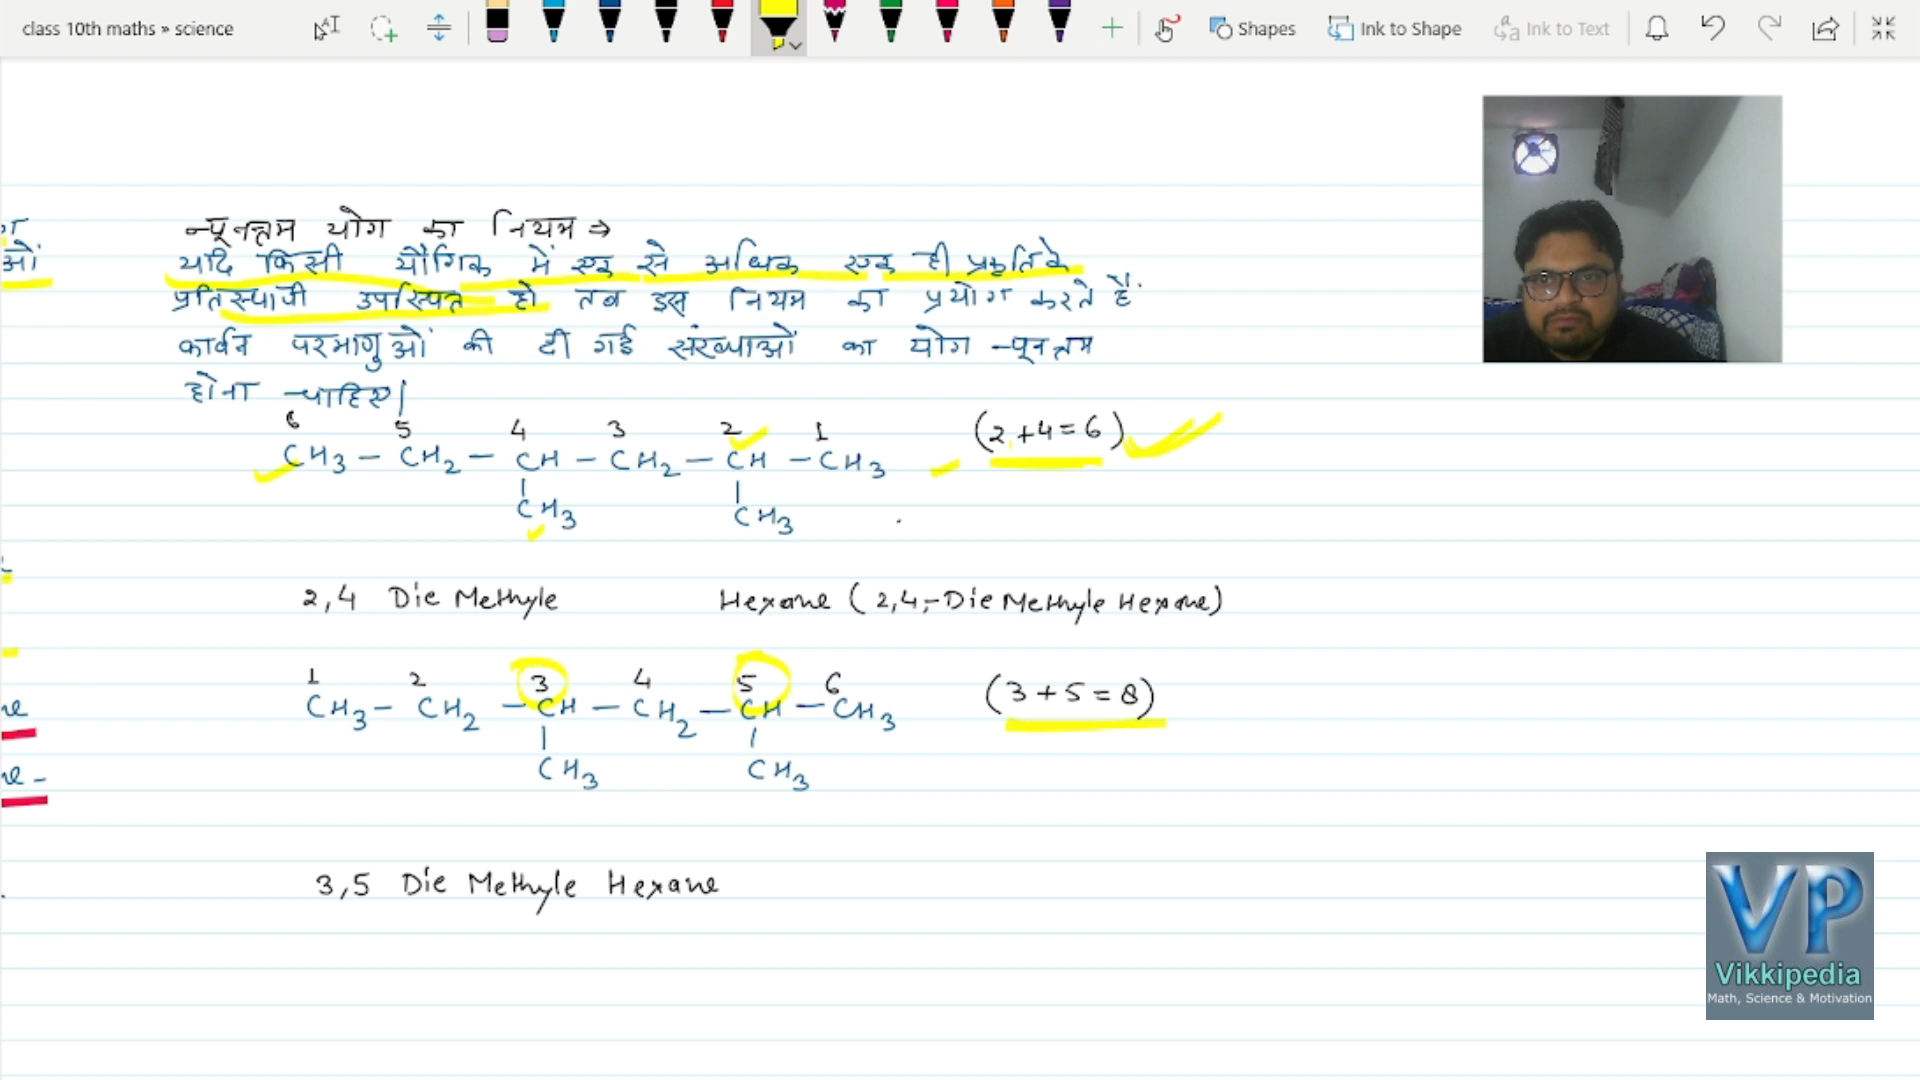 class 10th maths » science
Shapes
Ink to Shape
Ink to Text
न्यूनतम योग का नियम ⇒
ओं
यदि किसी यौगिक में एक से अधिक एक ही प्रकृति के
प्रतिस्थापी उपस्थित हो तब इस नियम का प्रयोग करते हैं.
कार्बन परमाणुओं की दी गई संख्याओं का योग न्यूनतम
होना चाहिए।
6 5 4 3 2 1 (2+4=6)
CH3 – CH2 – CH – CH2 – CH – CH3
CH3 CH3
2,4 Die Methyle Hexane (2,4,-Die Methyle Hexane)
1 2 3 4 5 6 (3+5=8)
CH3 – CH2 – CH – CH2 – CH – CH3
CH3 CH3
3,5 Die Methyle Hexane
VP
Vikkipedia
Math, Science & Motivation